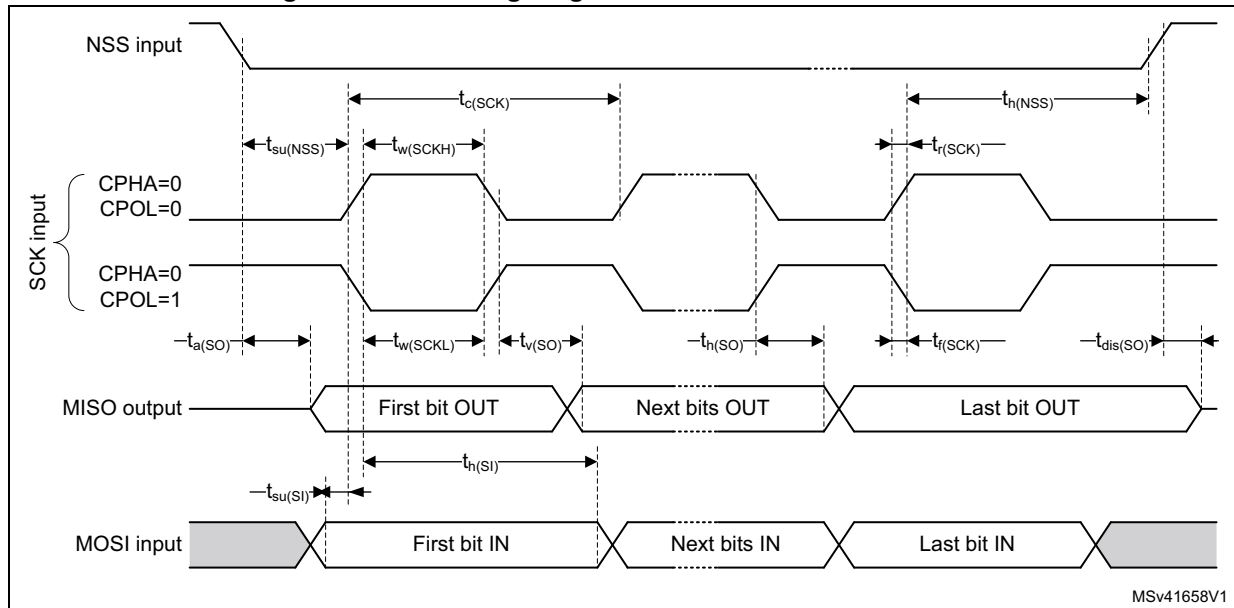 NSS input
tc(SCK)
th(NSS)
tsu(NSS)
tw(SCKH)
tr(SCK)
SCK input
CPHA=0
CPOL=0
CPHA=0
CPOL=1
ta(SO)
tw(SCKL)
tv(SO)
th(SO)
tf(SCK)
tdis(SO)
MISO output
First bit OUT
Next bits OUT
Last bit OUT
th(SI)
tsu(SI)
MOSI input
First bit IN
Next bits IN
Last bit IN
MSv41658V1